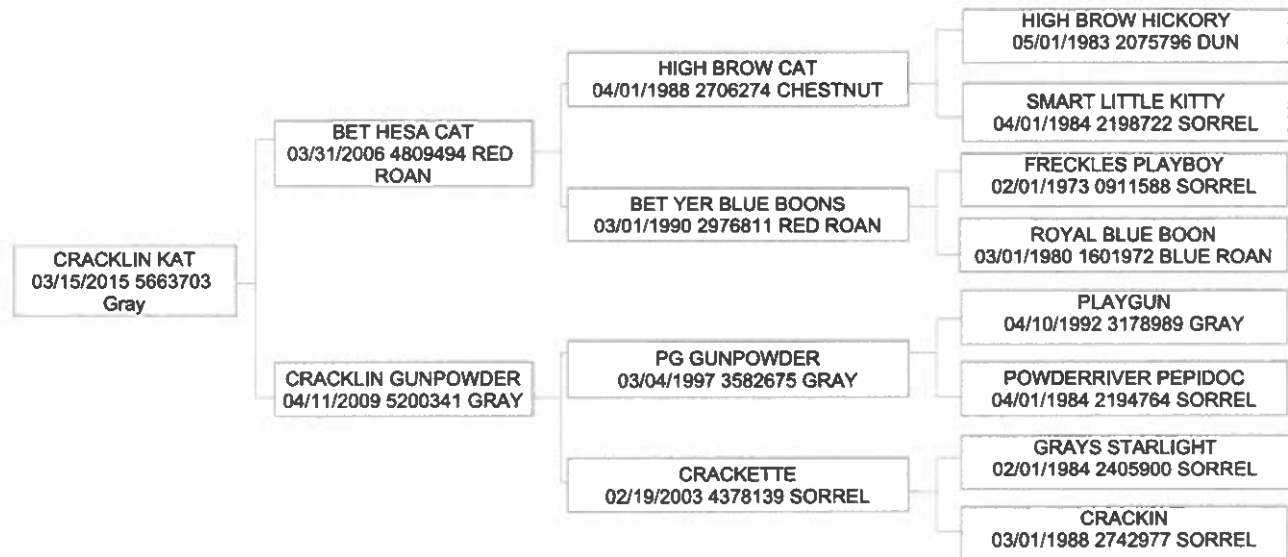 CRACKLIN KAT
03/15/2015 5663703
Gray
BET HESA CAT
03/31/2006 4809494 RED
ROAN
CRACKLIN GUNPOWDER
04/11/2009 5200341 GRAY
HIGH BROW CAT
04/01/1988 2706274 CHESTNUT
BET YER BLUE BOONS
03/01/1990 2976811 RED ROAN
PG GUNPOWDER
03/04/1997 3582675 GRAY
CRACKETTE
02/19/2003 4378139 SORREL
HIGH BROW HICKORY
05/01/1983 2075796 DUN
SMART LITTLE KITTY
04/01/1984 2198722 SORREL
FRECKLES PLAYBOY
02/01/1973 0911588 SORREL
ROYAL BLUE BOON
03/01/1980 1601972 BLUE ROAN
PLAYGUN
04/10/1992 3178989 GRAY
POWDERRIVER PEPIDOC
04/01/1984 2194764 SORREL
GRAYS STARLIGHT
02/01/1984 2405900 SORREL
CRACKIN
03/01/1988 2742977 SORREL